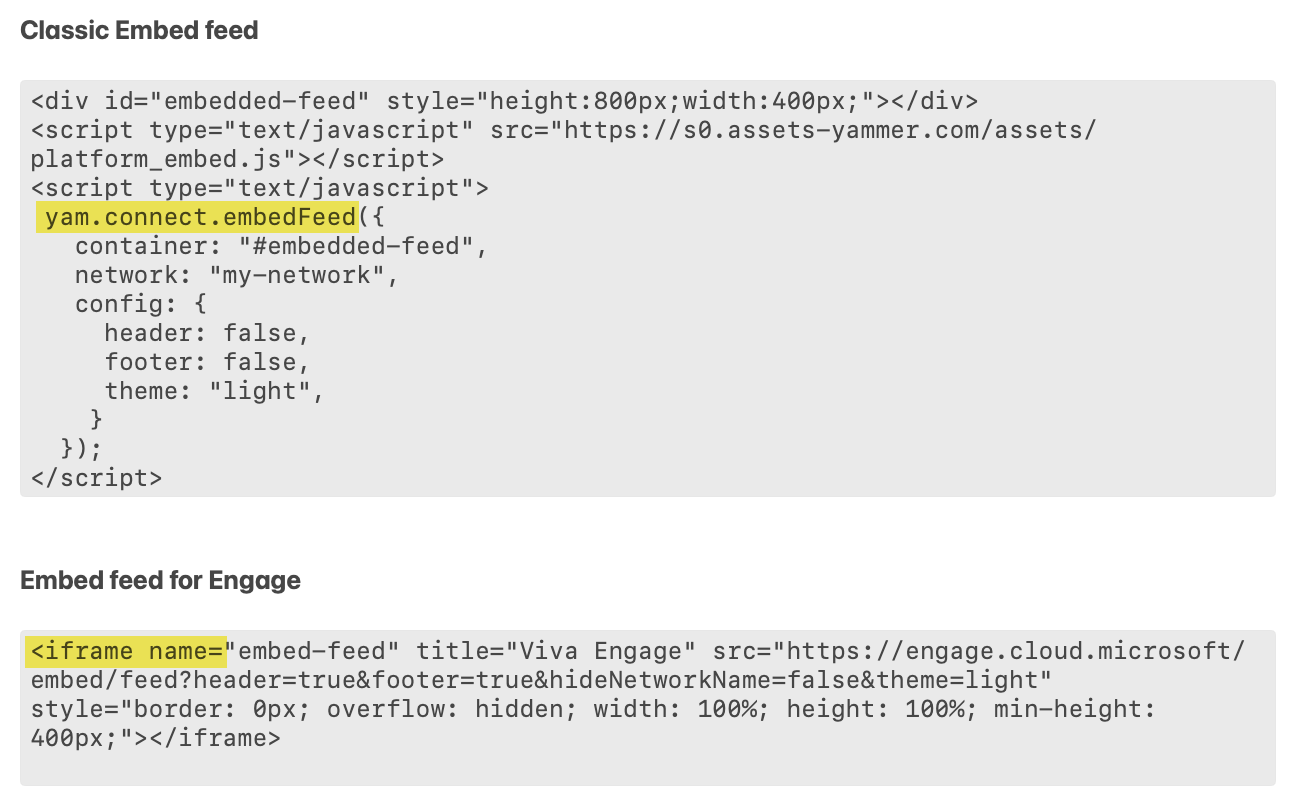 Classic Embed feed
<div id="embedded-feed" style="height:800px;width:400px;"></div>
<script type="text/javascript" src="https://s0.assets-yammer.com/assets/
platform_embed.js"></script>
<script type="text/javascript">
 yam.connect.embedFeed({
   container: "#embedded-feed",
   network: "my-network",
   config: {
     header: false,
     footer: false,
     theme: "light",
    }
  });
</script>
Embed feed for Engage
<iframe name="embed-feed" title="Viva Engage" src="https://engage.cloud.microsoft/
embed/feed?header=true&footer=true&hideNetworkName=false&theme=light"
style="border: 0px; overflow: hidden; width: 100%; height: 100%; min-height:
400px;"></iframe>